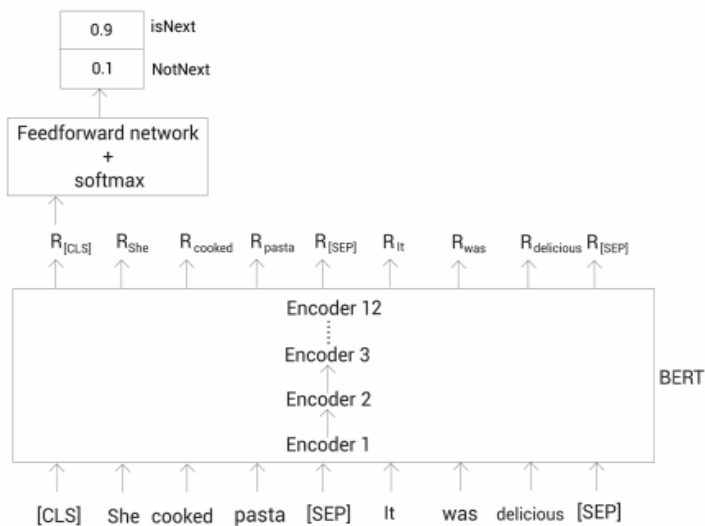 0.9 isNext
0.1 NotNext
Feedforward network
+
softmax
R[CLS] RShe Rcooked Rpasta R[SEP] RIt Rwas Rdelicious R[SEP]
Encoder 12
Encoder 3
BERT
Encoder 2
Encoder 1
[CLS] She cooked pasta [SEP] It was delicious [SEP]